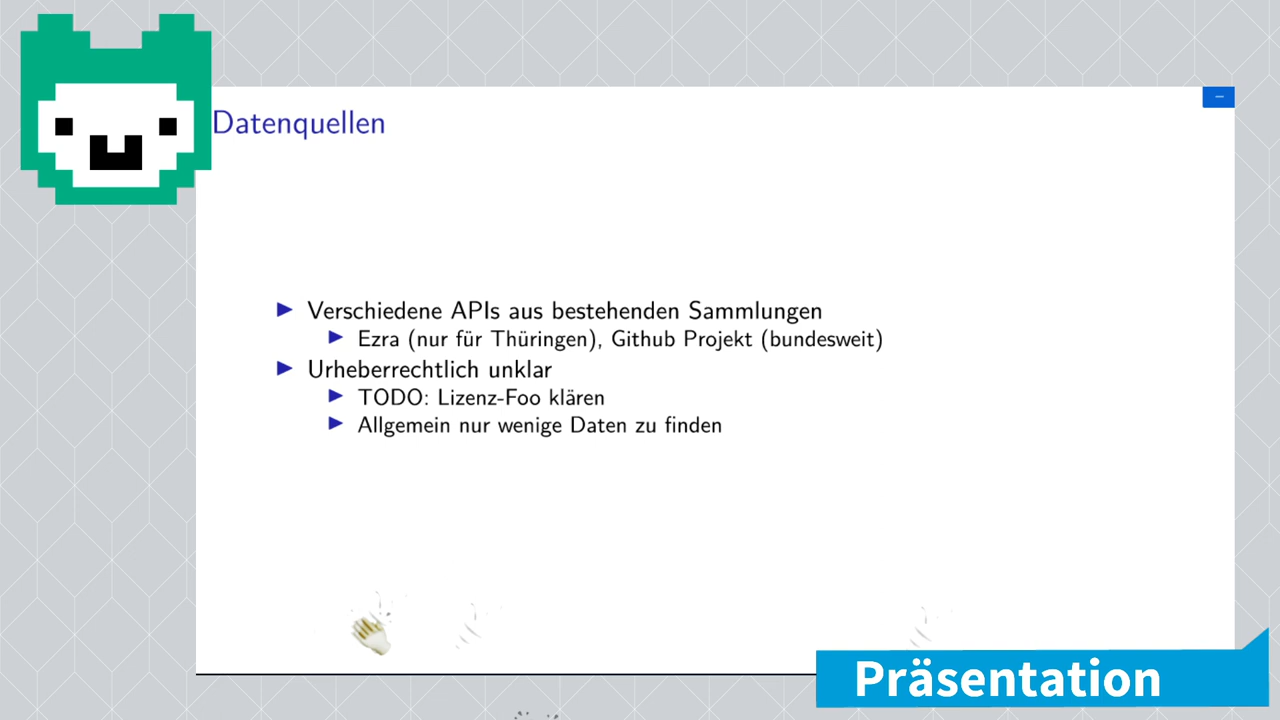 Datenquellen
Verschiedene APIs aus bestehenden Sammlungen
Ezra (nur für Thüringen), Github Projekt (bundesweit)
Urheberrechtlich unklar
TODO: Lizenz-Foo klären
Allgemein nur wenige Daten zu finden
Präsentation